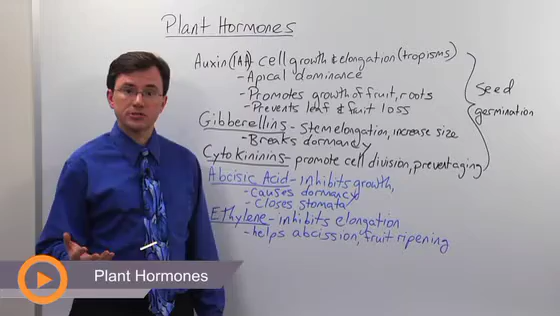 Plant Hormones
Auxin (IAA) - cell growth & elongation (tropisms)
- Apical dominance
- Promotes growth of fruit, roots
- Prevents leaf & fruit loss
Gibberellins - Stem elongation, increase size
- Breaks dormancy
Cytokinins - promote cell division, prevent aging
Seed
germination
Abcisic Acid - inhibits growth,
- Causes dormancy
- Closes stomata
Ethylene - inhibits elongation
- helps abcission, fruit ripening
Plant Hormones